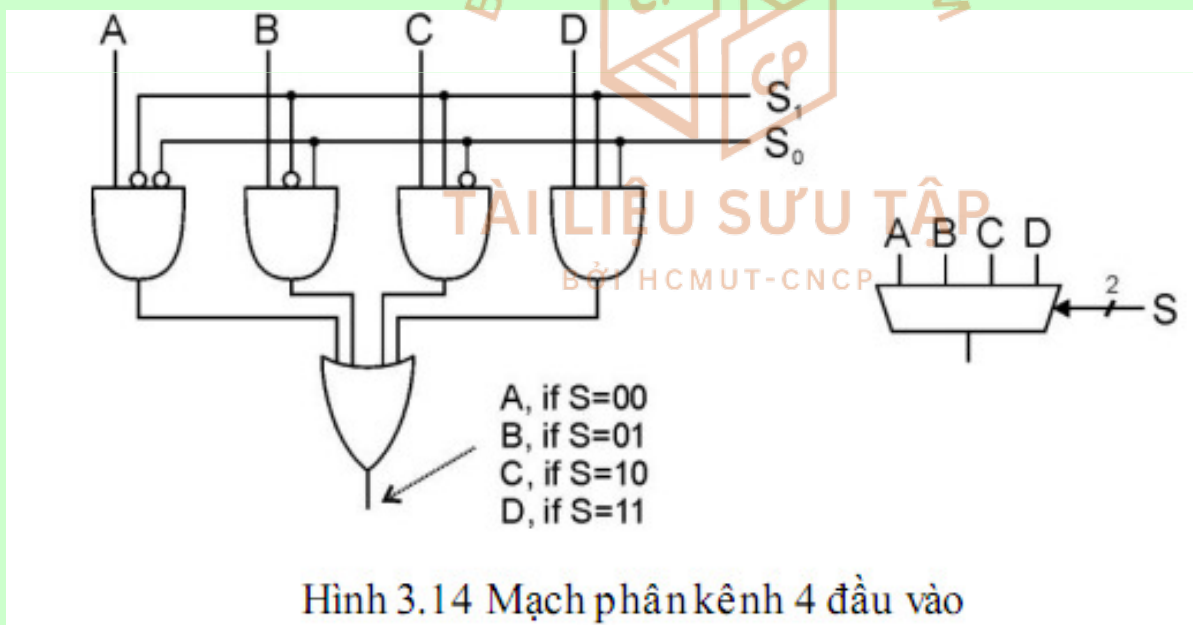 A B C D
S₁
S₀
CP
TÀI LIỆU SƯU TẬP
BỞI HCMUT-CNCP
A B C D
2
S
A, if S=00
B, if S=01
C, if S=10
D, if S=11
Hình 3.14 Mạch phân kênh 4 đầu vào